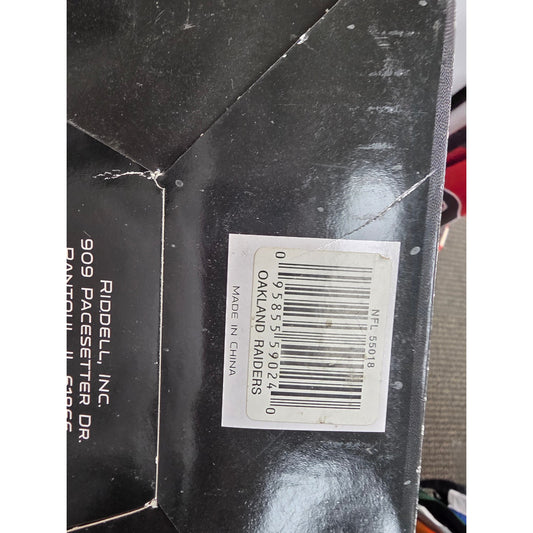 RIDDELL, INC.
909 PACESETTER DR.
NFL 55018
0 95855 59024 0
OAKLAND RAIDERS
MADE IN CHINA